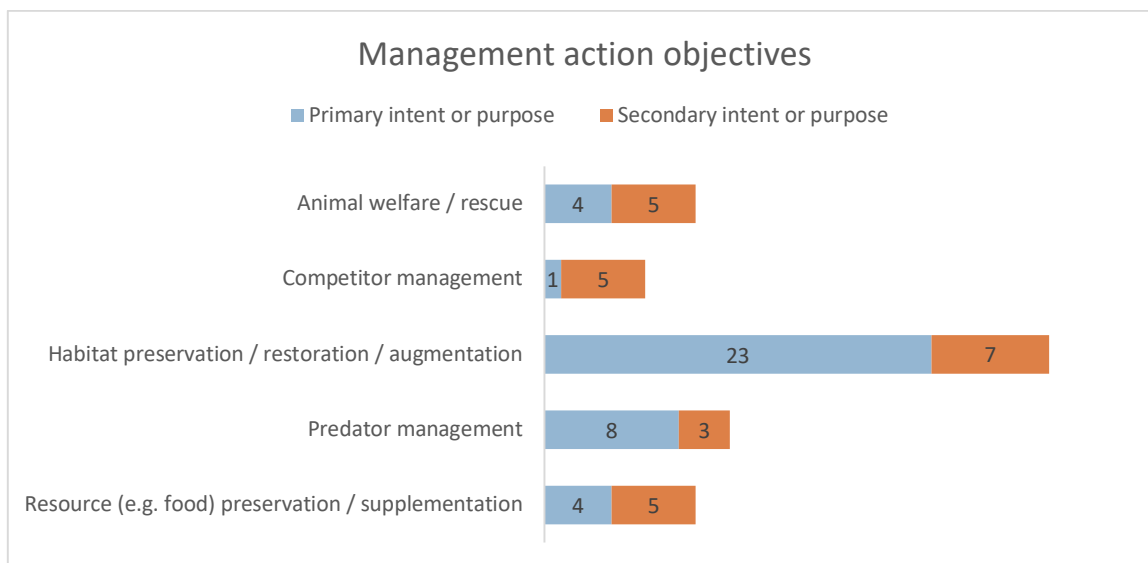 Management action objectives
Primary intent or purpose Secondary intent or purpose
Animal welfare / rescue 4 5
Competitor management 1 5
Habitat preservation / restoration / augmentation 23 7
Predator management 8 3
Resource (e.g. food) preservation / supplementation 4 5